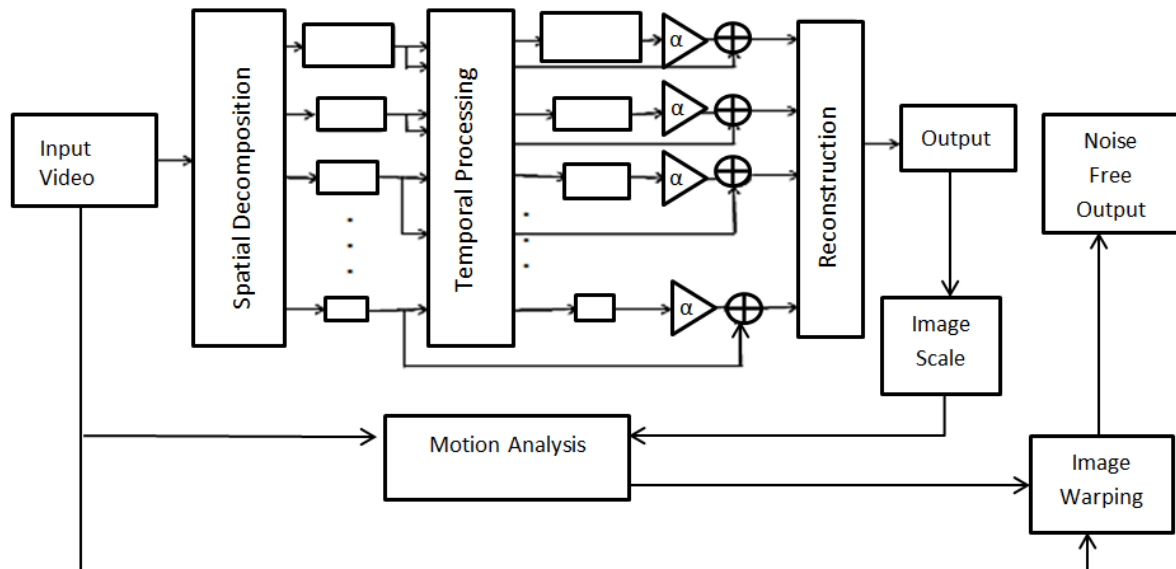 Input
Video
Spatial Decomposition
Temporal Processing
α
α
α
α
Reconstruction
Output
Noise
Free
Output
Image
Scale
Motion Analysis
Image
Warping